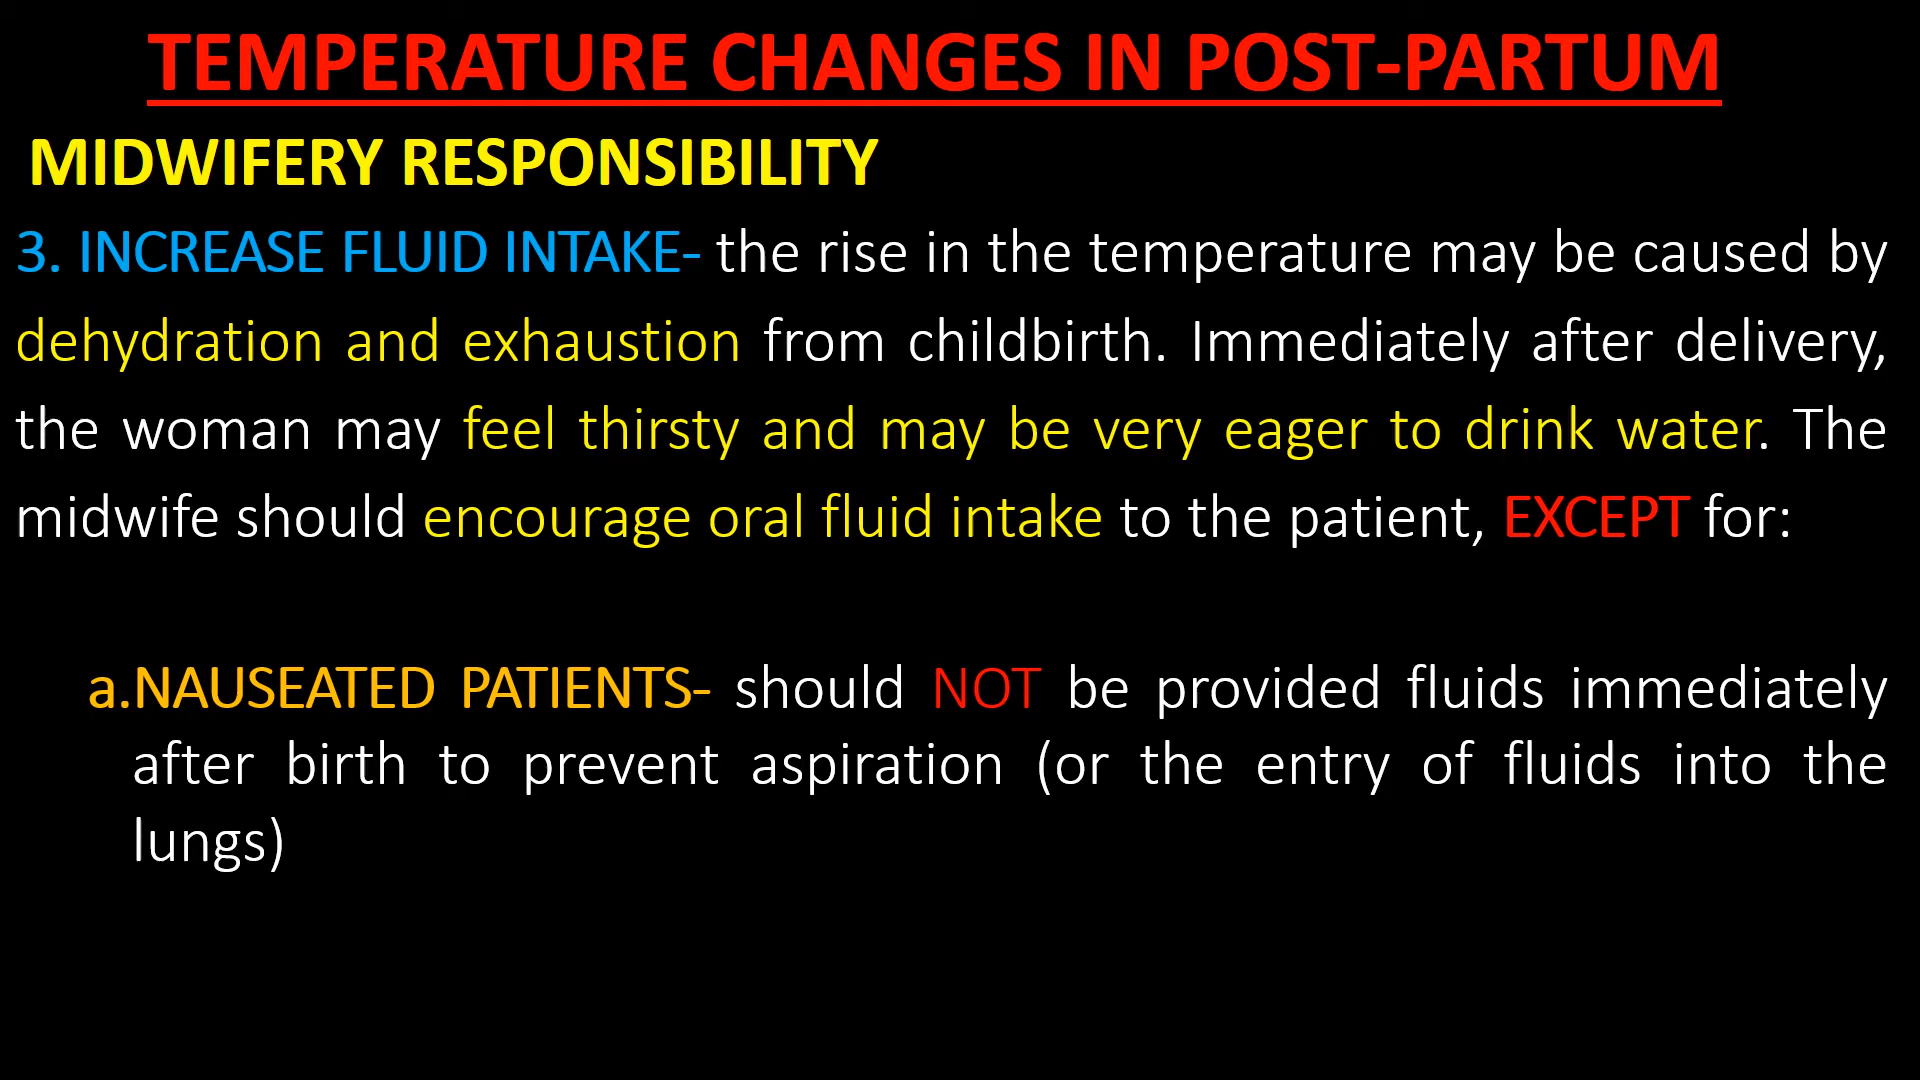 TEMPERATURE CHANGES IN POST-PARTUM
MIDWIFERY RESPONSIBILITY
3. INCREASE FLUID INTAKE- the rise in the temperature may be caused by
dehydration and exhaustion from childbirth. Immediately after delivery,
the woman may feel thirsty and may be very eager to drink water. The
midwife should encourage oral fluid intake to the patient, EXCEPT for:
a.NAUSEATED PATIENTS- should NOT be provided fluids immediately
after birth to prevent aspiration (or the entry of fluids into the
lungs)